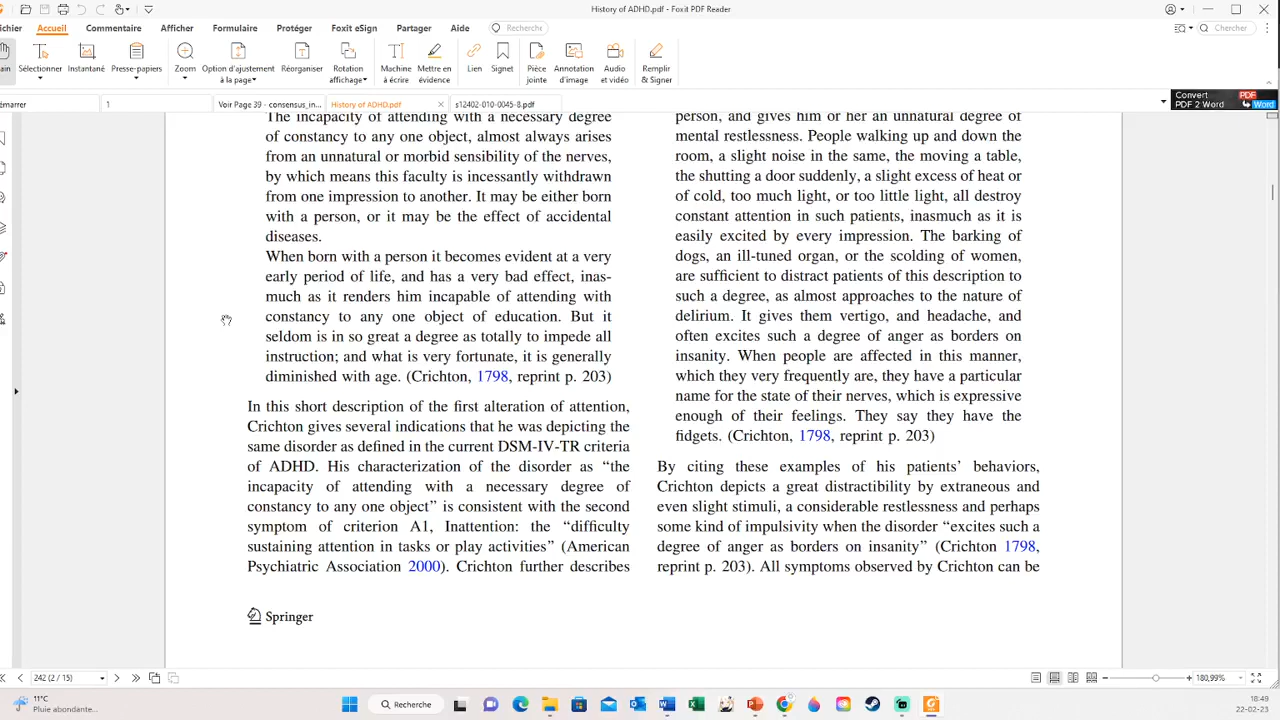 History of ADHD.pdf - Foxit PDF Reader
ichier Accueil Commentaire Afficher Formulaire Protéger Foxit eSign Partager Aide Recherche Chercher
ain Sélectionner Instantané Presse-papiers Zoom Option d'ajustement à la page Réorganiser Rotation affichage Machine à écrire Mettre en évidence Lien Signet Pièce jointe Annotation d'image Audio et vidéo Remplir & Signer
émarrer 1 Voir Page 39 - consensus_in... History of ADHD.pdf s12402-010-0045-8.pdf
Convert PDF
PDF 2 Word Word
The incapacity of attending with a necessary degree
of constancy to any one object, almost always arises
from an unnatural or morbid sensibility of the nerves,
by which means this faculty is incessantly withdrawn
from one impression to another. It may be either born
with a person, or it may be the effect of accidental
diseases.
When born with a person it becomes evident at a very
early period of life, and has a very bad effect, inas-
much as it renders him incapable of attending with
constancy to any one object of education. But it
seldom is in so great a degree as totally to impede all
instruction; and what is very fortunate, it is generally
diminished with age. (Crichton, 1798, reprint p. 203)
In this short description of the first alteration of attention,
Crichton gives several indications that he was depicting the
same disorder as defined in the current DSM-IV-TR criteria
of ADHD. His characterization of the disorder as “the
incapacity of attending with a necessary degree of
constancy to any one object” is consistent with the second
symptom of criterion A1, Inattention: the “difficulty
sustaining attention in tasks or play activities” (American
Psychiatric Association 2000). Crichton further describes
person, and gives him or her an unnatural degree of
mental restlessness. People walking up and down the
room, a slight noise in the same, the moving a table,
the shutting a door suddenly, a slight excess of heat or
of cold, too much light, or too little light, all destroy
constant attention in such patients, inasmuch as it is
easily excited by every impression. The barking of
dogs, an ill-tuned organ, or the scolding of women,
are sufficient to distract patients of this description to
such a degree, as almost approaches to the nature of
delirium. It gives them vertigo, and headache, and
often excites such a degree of anger as borders on
insanity. When people are affected in this manner,
which they very frequently are, they have a particular
name for the state of their nerves, which is expressive
enough of their feelings. They say they have the
fidgets. (Crichton, 1798, reprint p. 203)
By citing these examples of his patients’ behaviors,
Crichton depicts a great distractibility by extraneous and
even slight stimuli, a considerable restlessness and perhaps
some kind of impulsivity when the disorder “excites such a
degree of anger as borders on insanity” (Crichton 1798,
reprint p. 203). All symptoms observed by Crichton can be
Springer
242 (2 / 15) 180,99%
11°C
Pluie abondante...
Recherche
18:49
22-02-23